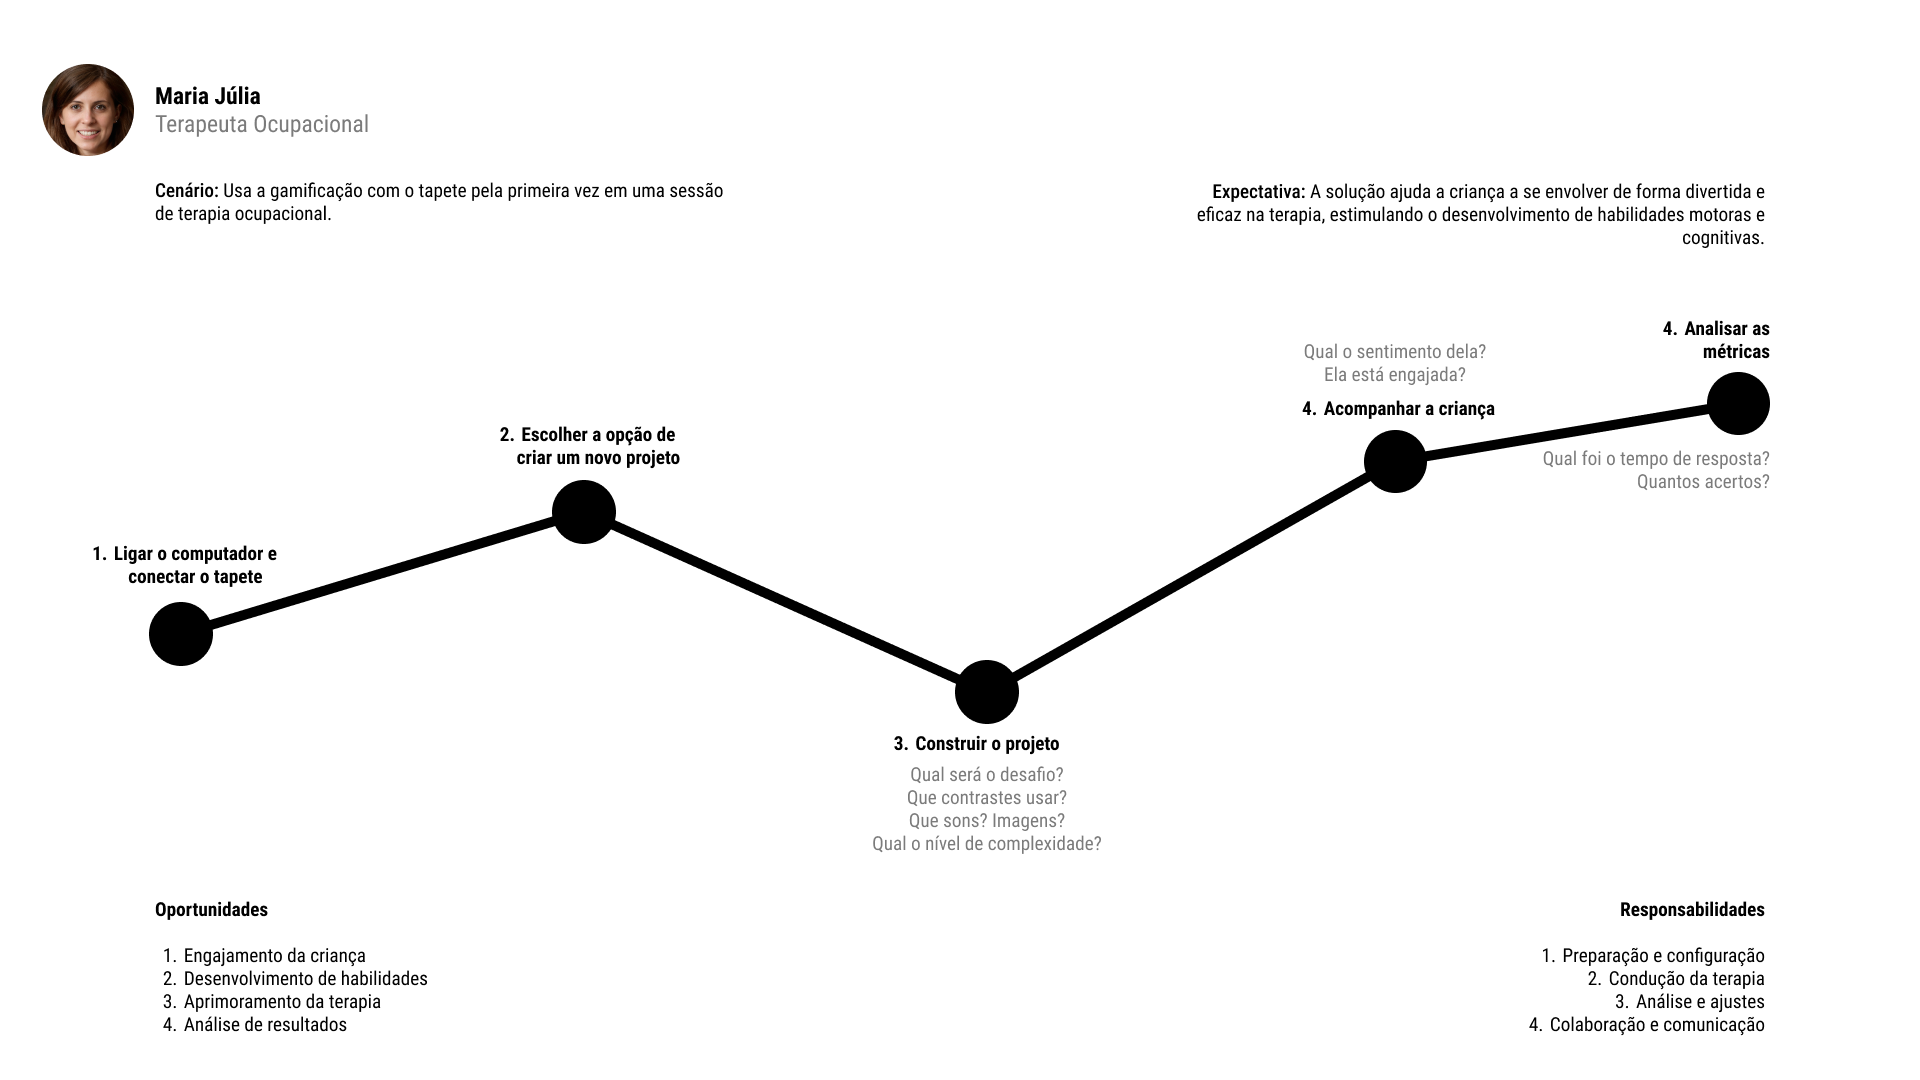 Maria Júlia
Terapeuta Ocupacional
Cenário: Usa a gamificação com o tapete pela primeira vez em uma sessão
de terapia ocupacional.
Expectativa: A solução ajuda a criança a se envolver de forma divertida e
eficaz na terapia, estimulando o desenvolvimento de habilidades motoras e
cognitivas.
1. Ligar o computador e
conectar o tapete
2. Escolher a opção de
criar um novo projeto
3. Construir o projeto
Qual será o desafio?
Que contrastes usar?
Que sons? Imagens?
Qual o nível de complexidade?
Qual o sentimento dela?
Ela está engajada?
4. Acompanhar a criança
4. Analisar as
métricas
Qual foi o tempo de resposta?
Quantos acertos?
Oportunidades
1. Engajamento da criança
2. Desenvolvimento de habilidades
3. Aprimoramento da terapia
4. Análise de resultados
Responsabilidades
1. Preparação e configuração
2. Condução da terapia
3. Análise e ajustes
4. Colaboração e comunicação